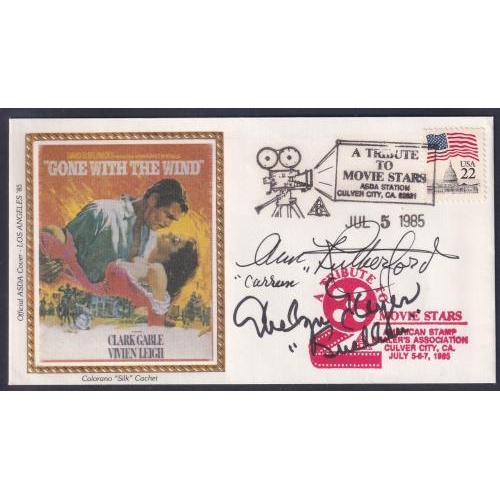 Official ASDA Cover - LOS ANGELES '85
DAVID O. SELZNICK'S
"GONE WITH THE WIND"
CLARK GABLE
VIVIEN LEIGH
Colorano "Silk" Cachet
A TRIBUTE
TO
MOVIE STARS
ASDA STATION
CULVER CITY, CA.
JUL 5 1985
USA
22
Ann Rutherford
"Carreen"
TRIBUTE TO
MOVIE STARS
AMERICAN STAMP
DEALER'S ASSOCIATION
CULVER CITY, CA.
JULY 5-6-7, 1985